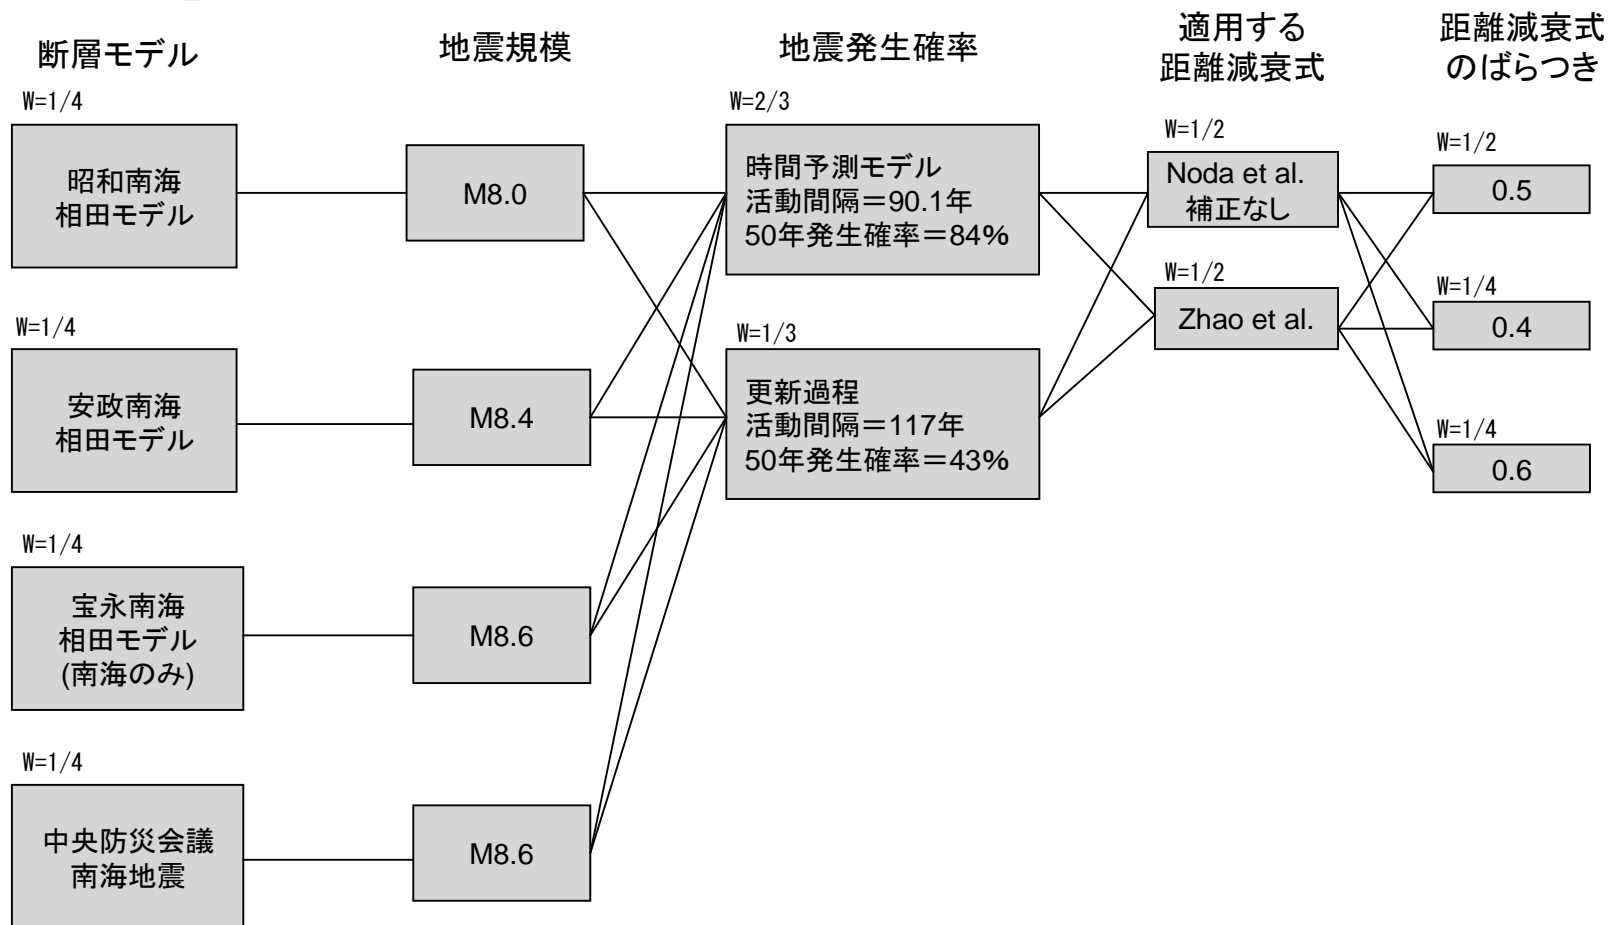 断層モデル
地震規模
地震発生確率
適用する
距離減衰式
距離減衰式
のばらつき
W=1/4
昭和南海
相田モデル
M8.0
W=2/3
時間予測モデル
活動間隔＝90.1年
50年発生確率＝84%
W=1/2
Noda et al.
補正なし
W=1/2
0.5
W=1/4
安政南海
相田モデル
M8.4
W=1/3
更新過程
活動間隔＝117年
50年発生確率＝43%
W=1/2
Zhao et al.
W=1/4
0.4
W=1/4
0.6
W=1/4
宝永南海
相田モデル
(南海のみ)
M8.6
W=1/4
中央防災会議
南海地震
M8.6